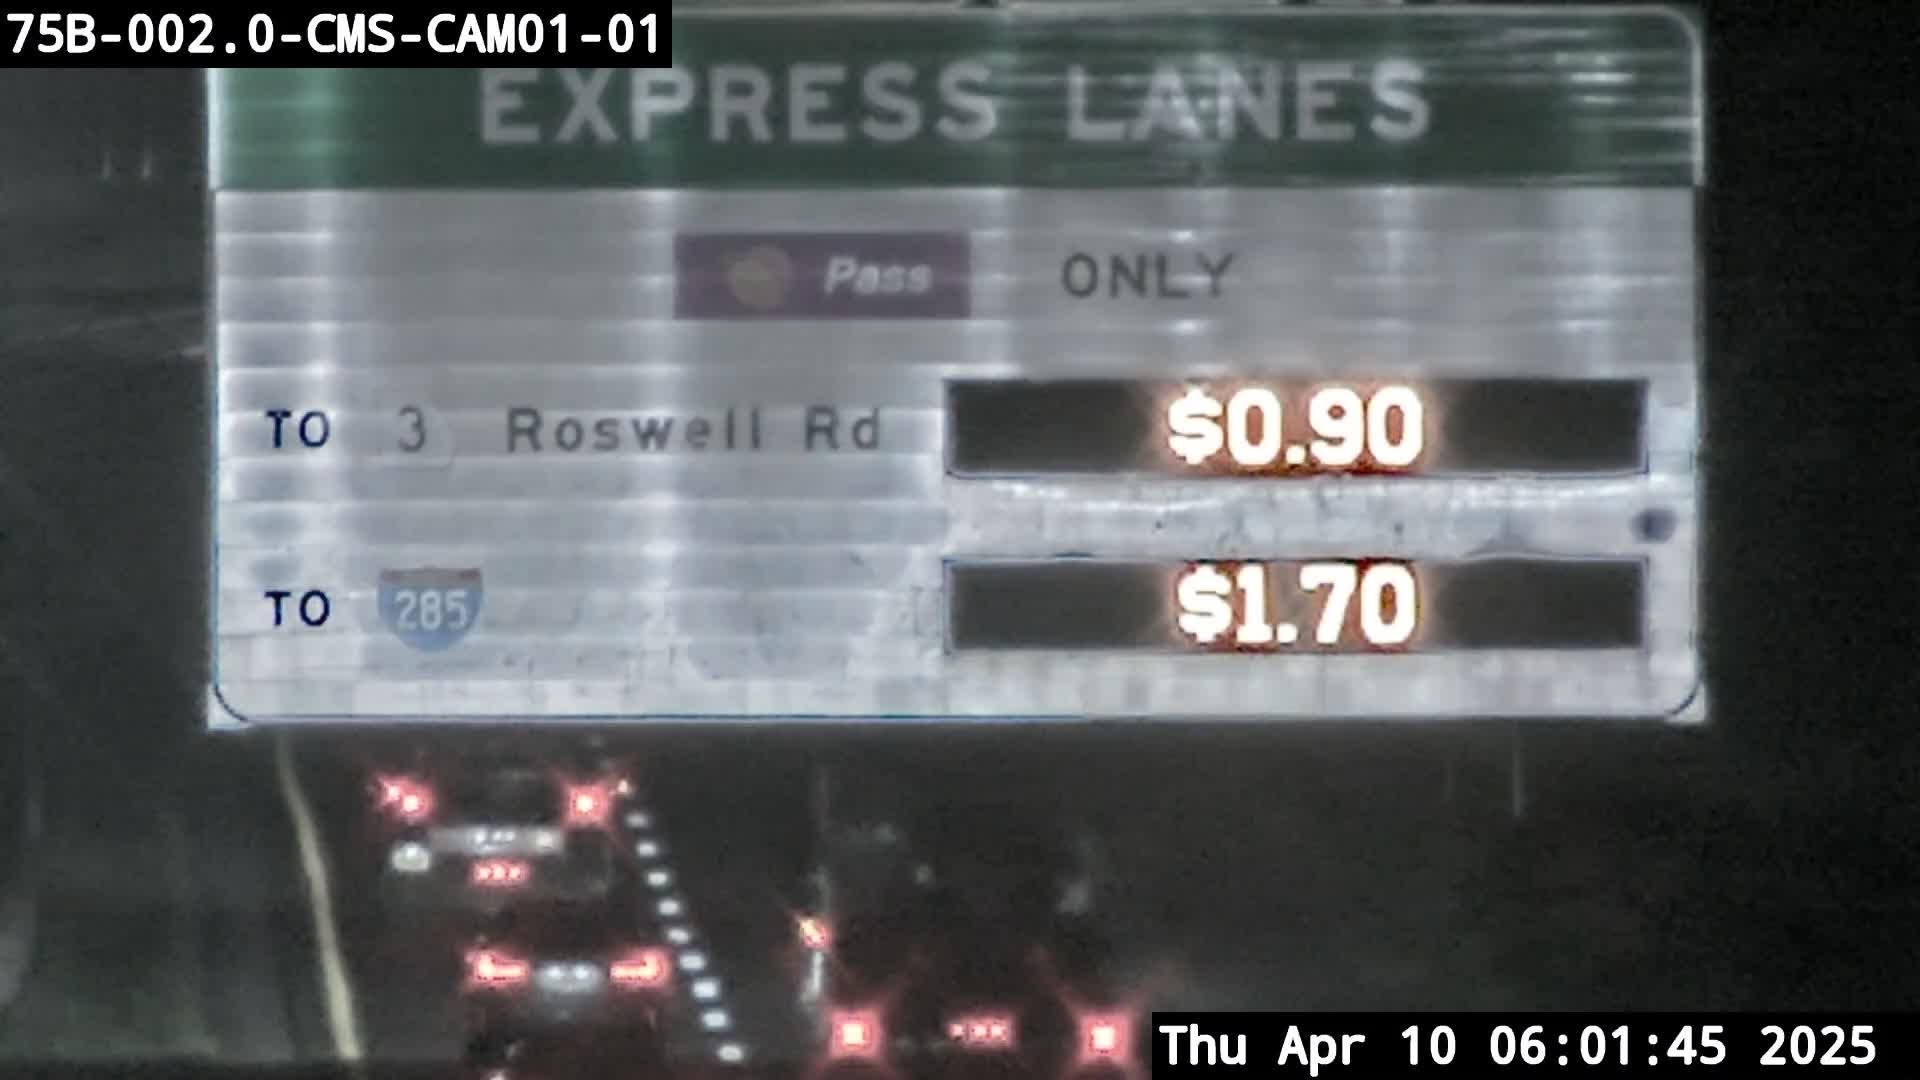 75B-002.0-CMS-CAM01-01
EXPRESS LANES
Pass ONLY
TO 3 Roswell Rd $0.90
TO 285 $1.70
Thu Apr 10 06:01:45 2025